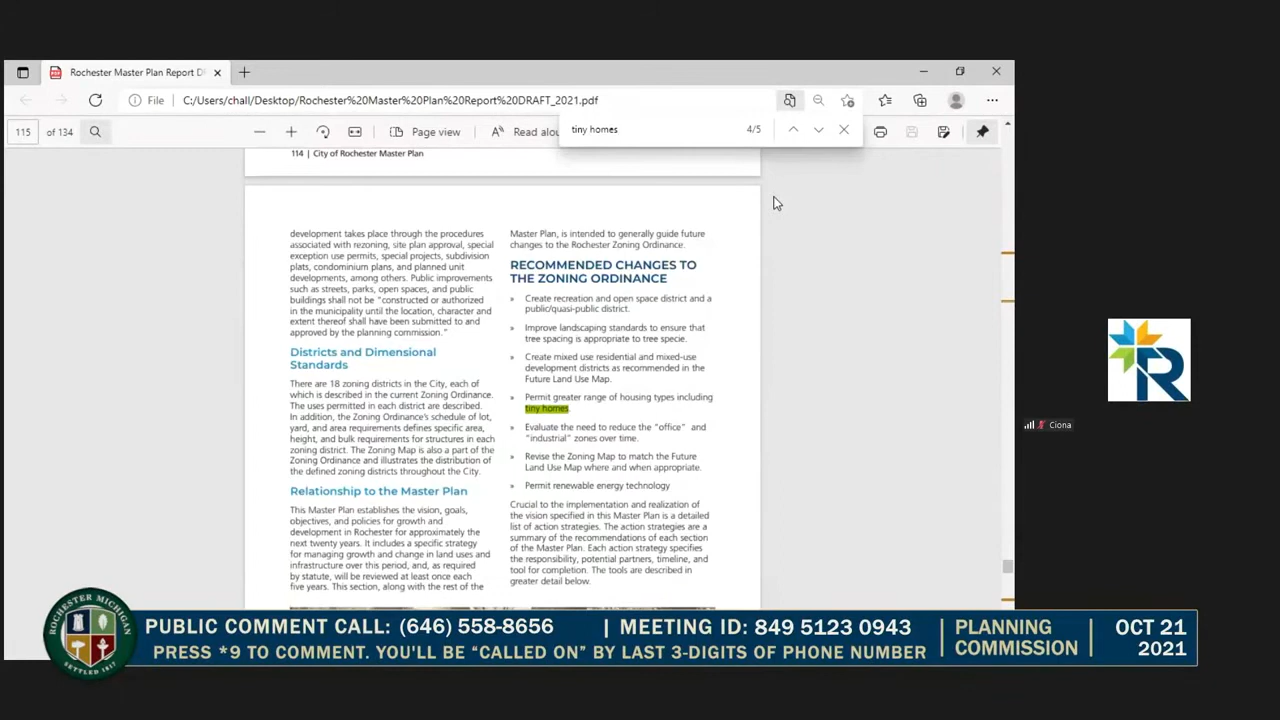 Rochester Master Plan Report D
File
C:/Users/chall/Desktop/Rochester%20Master%20Plan%20Report%20DRAFT_2021.pdf
115 of 134
Page view
Read alou
tiny homes
4/5
114 | City of Rochester Master Plan
development takes place through the procedures
associated with rezoning, site plan approval, special
exception use permits, special projects, subdivision
plats, condominium plans, and planned unit
developments, among others. Public improvements
such as streets, parks, open spaces, and public
buildings shall not be “constructed or authorized
in the municipality until the location, character and
extent thereof shall have been submitted to and
approved by the planning commission.”
Districts and Dimensional
Standards
There are 18 zoning districts in the City, each of
which is described in the current Zoning Ordinance.
The uses permitted in each district are described.
In addition, the Zoning Ordinance's schedule of lot,
yard, and area requirements defines specific area,
height, and bulk requirements for structures in each
zoning district. The Zoning Map is also a part of the
Zoning Ordinance and illustrates the distribution of
the defined zoning districts throughout the City.
Relationship to the Master Plan
This Master Plan establishes the vision, goals,
objectives, and policies for growth and
development in Rochester for approximately the
next twenty years. It includes a specific strategy
for managing growth and change in land uses and
infrastructure over this period, and, as required
by statute, will be reviewed at least once each
five years. This section, along with the rest of the
Master Plan, is intended to generally guide future
changes to the Rochester Zoning Ordinance.
RECOMMENDED CHANGES TO
THE ZONING ORDINANCE
» Create recreation and open space district and a
public/quasi-public district.
» Improve landscaping standards to ensure that
tree spacing is appropriate to tree specie.
» Create mixed use residential and mixed-use
development districts as recommended in the
Future Land Use Map.
» Permit greater range of housing types including
tiny homes.
» Evaluate the need to reduce the “office” and
“industrial” zones over time.
» Revise the Zoning Map to match the Future
Land Use Map where and when appropriate.
» Permit renewable energy technology
Crucial to the implementation and realization of
the vision specified in this Master Plan is a detailed
list of action strategies. The action strategies are a
summary of the recommendations of each section
of the Master Plan. Each action strategy specifies
the responsibility, potential partners, timeline, and
tool for completion. The tools are described in
greater detail below.
R
Ciona
ROCHESTER MICHIGAN
SETTLED 1817
PUBLIC COMMENT CALL: (646) 558-8656 | MEETING ID: 849 5123 0943
PRESS *9 TO COMMENT. YOU'LL BE “CALLED ON” BY LAST 3-DIGITS OF PHONE NUMBER
PLANNING
COMMISSION
OCT 21
2021